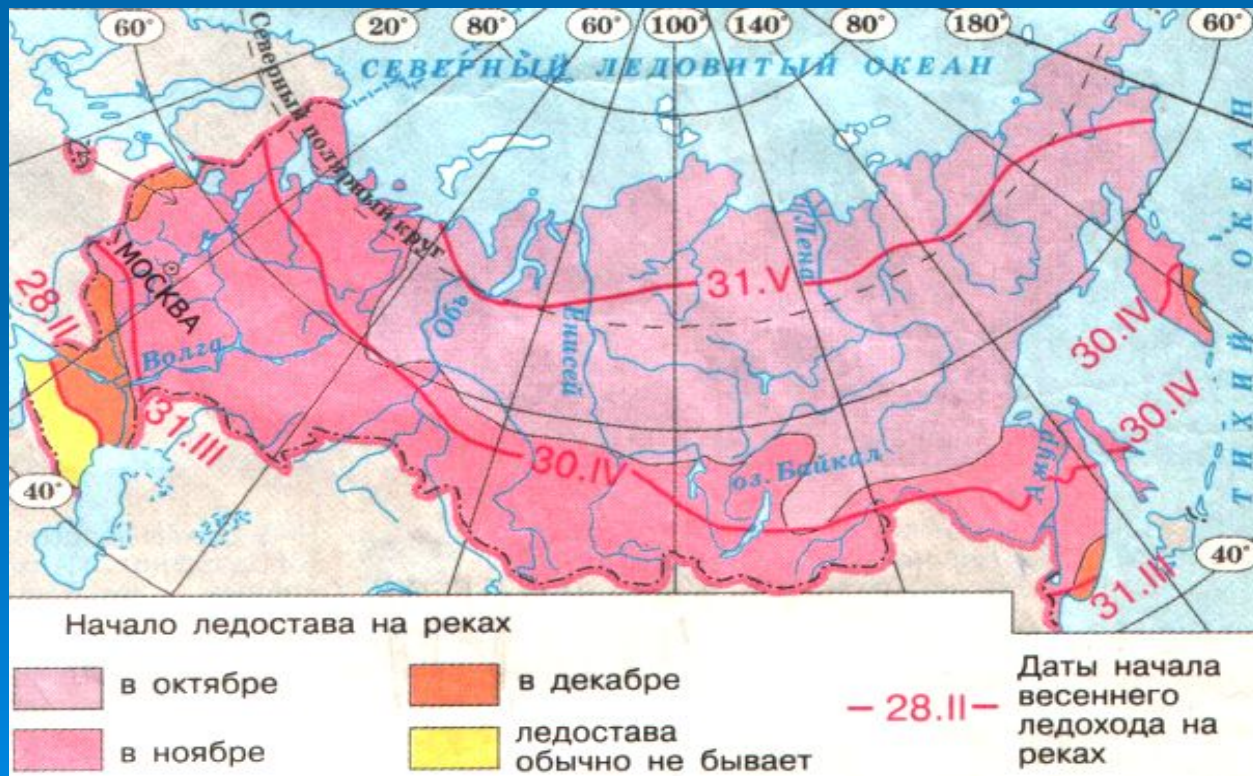 60° 20° 80° 60° 100° 140° 80° 180° 60°
Северный полярный круг
СЕВЕРНЫЙ ЛЕДОВИТЫЙ ОКЕАН
ТИХИЙ ОКЕАН
МОСКВА
28.II
Волга
31.III
40°
Обь
Енисей
31.V
Лена
30.IV
оз. Байкал
30.IV
30.IV
Амур
31.III
40°
Начало ледостава на реках
в октябре
в ноябре
в декабре
ледостава
обычно не бывает
28.II
Даты начала
весеннего
ледохода на
реках